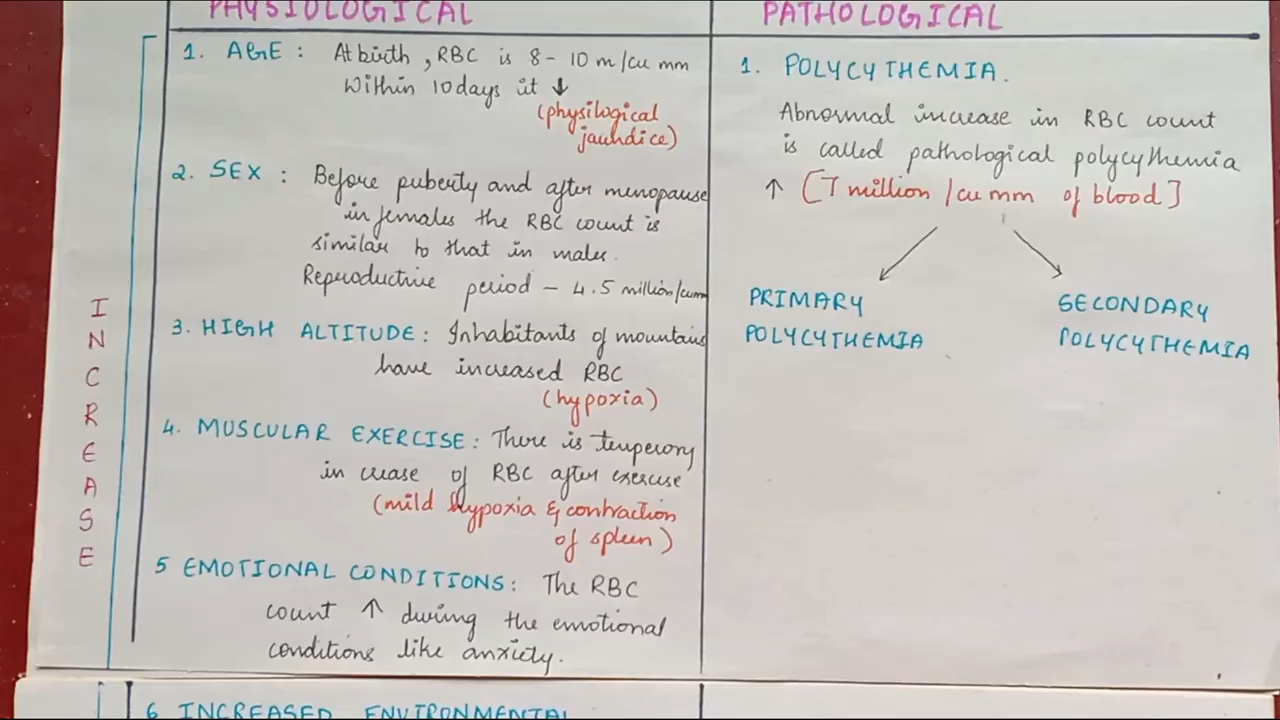 PHYSIOLOGICAL
1. AGE : At birth, RBC is 8 - 10 m/cu mm
Within 10 days it ↓
(physilogical
jaundice)
2. SEX : Before puberty and after menopause
in females the RBC count is
similar to that in males.
Reproductive period - 4.5 million/cumm
3. HIGH ALTITUDE : Inhabitants of mountains
have increased RBC
(hypoxia)
4. MUSCULAR EXERCISE : There is temperory
in crease of RBC after exercise
(mild hypoxia & contraction
of spleen)
5 EMOTIONAL CONDITIONS : The RBC
count ↑ during the emotional
conditions like anxiety.
6 INCREASED ENVIRONMENTAL
INCREASE
PATHOLOGICAL
1. POLYCYTHEMIA.
Abnormal increase in RBC count
is called pathological polycythemia
↑ [7 million /cu mm of blood]
PRIMARY
POLYCYTHEMIA
SECONDARY
POLYCYTHEMIA